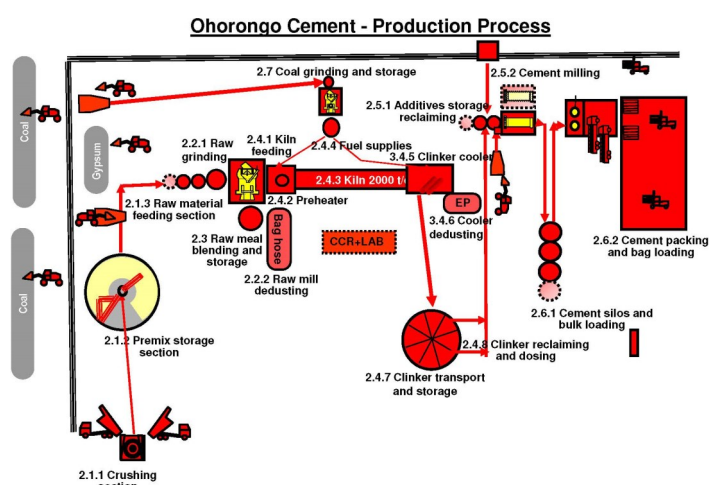 Ohorongo Cement - Production Process
2.7 Coal grinding and storage
2.5.2 Cement milling
2.5.1 Additives storage
reclaiming
Coal
Gypsum
2.2.1 Raw
grinding
2.4.1 Kiln
feeding
2.4.4 Fuel supplies
3.4.5 Clinker cooler
2.4.3 Kiln 2000 t/
2.4.2 Preheater
2.1.3 Raw material
feeding section
EP
3.4.6 Cooler
dedusting
2.3 Raw meal
blending and
storage
Bag hose
CCR+LAB
2.6.2 Cement packing
and bag loading
2.2.2 Raw mill
dedusting
Coal
2.6.1 Cement silos and
bulk loading
2.1.2 Premix storage
section
2.4.8 Clinker reclaiming
and dosing
2.4.7 Clinker transport
and storage
2.1.1 Crushing
section